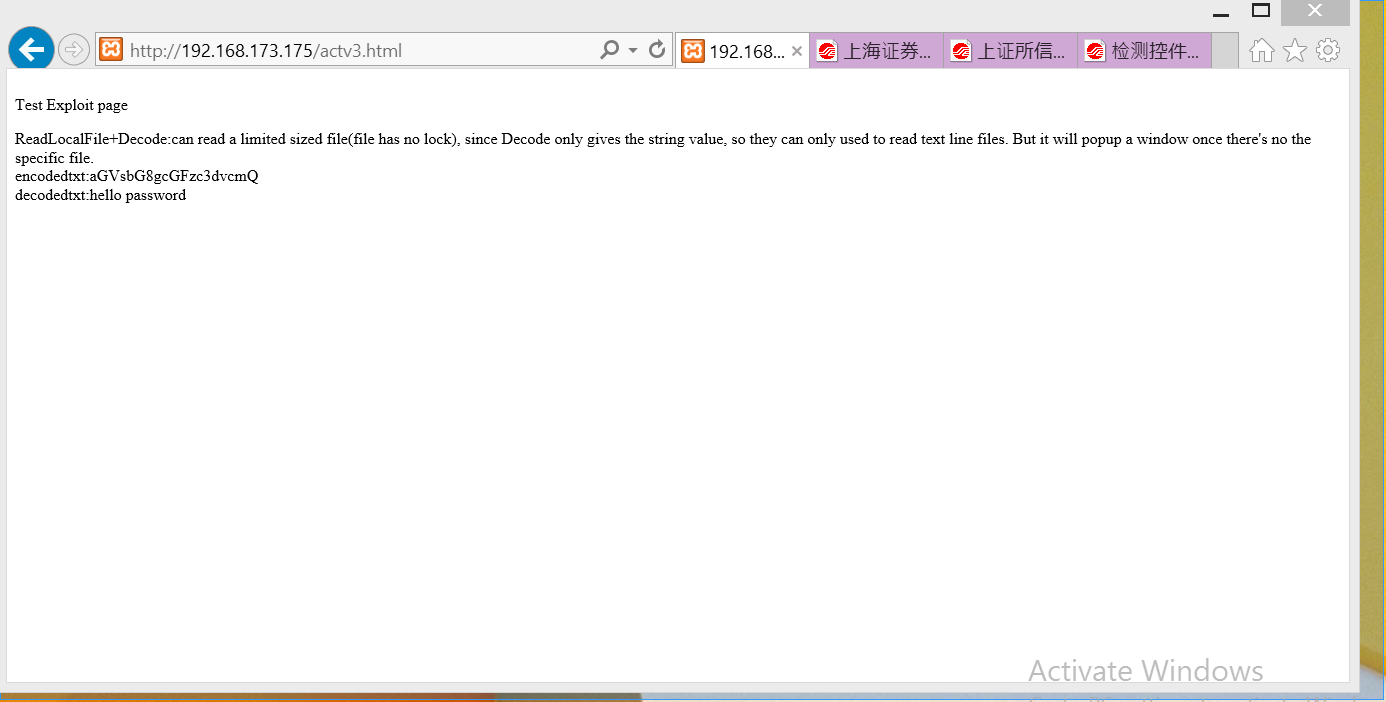 http://192.168.173.175/actv3.html
192.168...
上海证券...
上证所信...
检测控件...
Test Exploit page
ReadLocalFile+Decode:can read a limited sized file(file has no lock), since Decode only gives the string value, so they can only used to read text line files. But it will popup a window once there's no the
specific file.
encodedtxt:aGVsbG8gcGFzc3dvcmQ
decodedtxt:hello password
Activate Windows